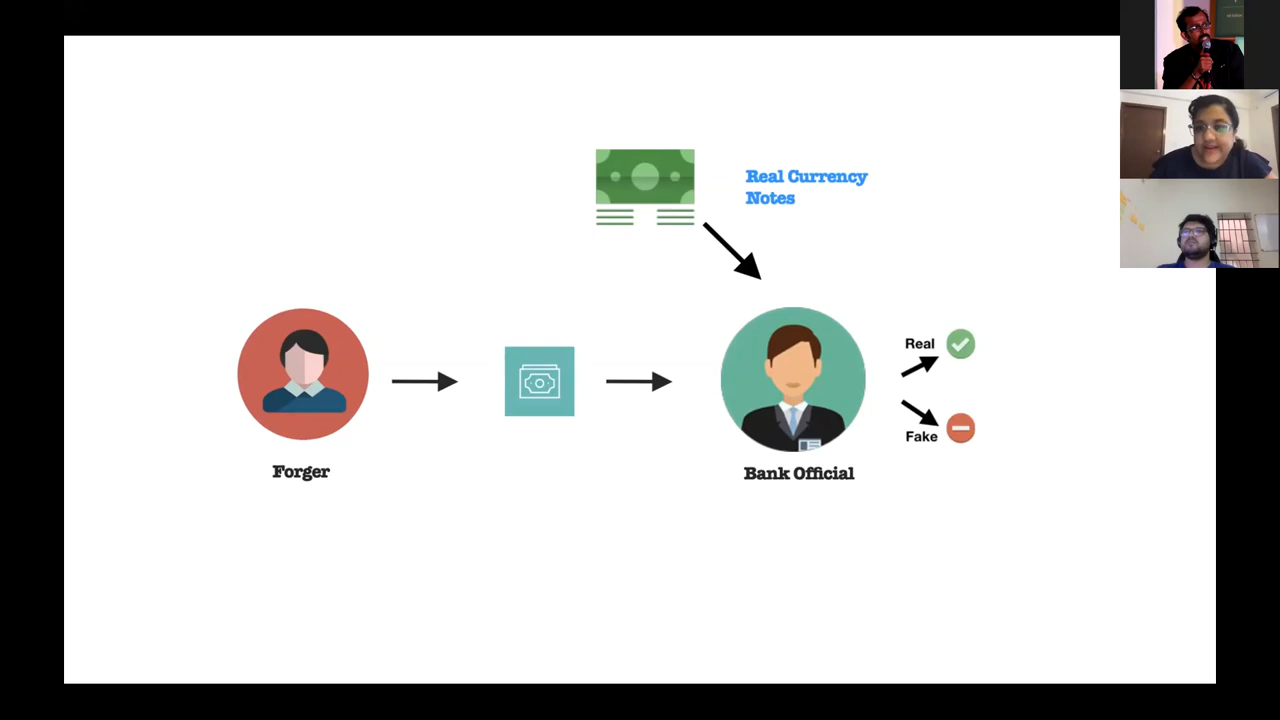 Real Currency
Notes
Real
Fake
Forger
Bank Official